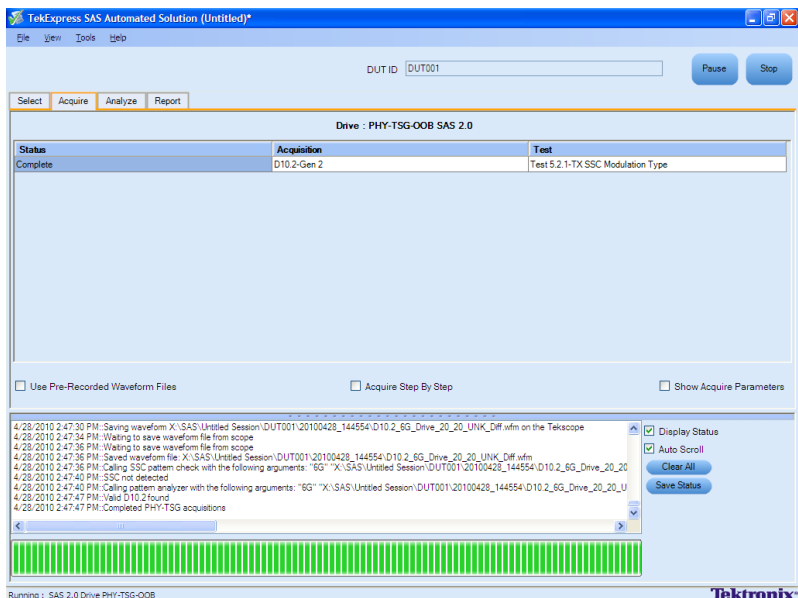 TekExpress SAS Automated Solution (Untitled)*
File View Tools Help
DUT ID DUT001 Pause Stop
Select Acquire Analyze Report
Drive : PHY-TSG-OOB SAS 2.0
Status Acquisition Test
Complete D10.2-Gen 2 Test 5.2.1-TX SSC Modulation Type
Use Pre-Recorded Waveform Files Acquire Step By Step Show Acquire Parameters
4/28/2010 2:47:30 PM::Saving waveform X:\SAS\Untitled Session\DUT001\20100428_144554\D10.2_6G_Drive_20_20_UNK_Diff.wfm on the Tekscope
4/28/2010 2:47:34 PM::Waiting to save waveform file from scope
4/28/2010 2:47:36 PM::Waiting to save waveform file from scope
4/28/2010 2:47:36 PM::Saved waveform file: X:\SAS\Untitled Session\DUT001\20100428_144554\D10.2_6G_Drive_20_20_UNK_Diff.wfm
4/28/2010 2:47:36 PM::Calling SSC pattern check with the following arguments: "6G" "X:\SAS\Untitled Session\DUT001\20100428_144554\D10.2_6G_Drive_20_20
4/28/2010 2:47:40 PM::SSC not detected
4/28/2010 2:47:40 PM::Calling pattern analyzer with the following arguments: "6G" "X:\SAS\Untitled Session\DUT001\20100428_144554\D10.2_6G_Drive_20_20_U
4/28/2010 2:47:47 PM::Valid D10.2 found
4/28/2010 2:47:47 PM::Completed PHY-TSG acquisitions
Display Status
Auto Scroll
Clear All
Save Status
Running : SAS 2.0 Drive PHY-TSG-OOB
Tektronix